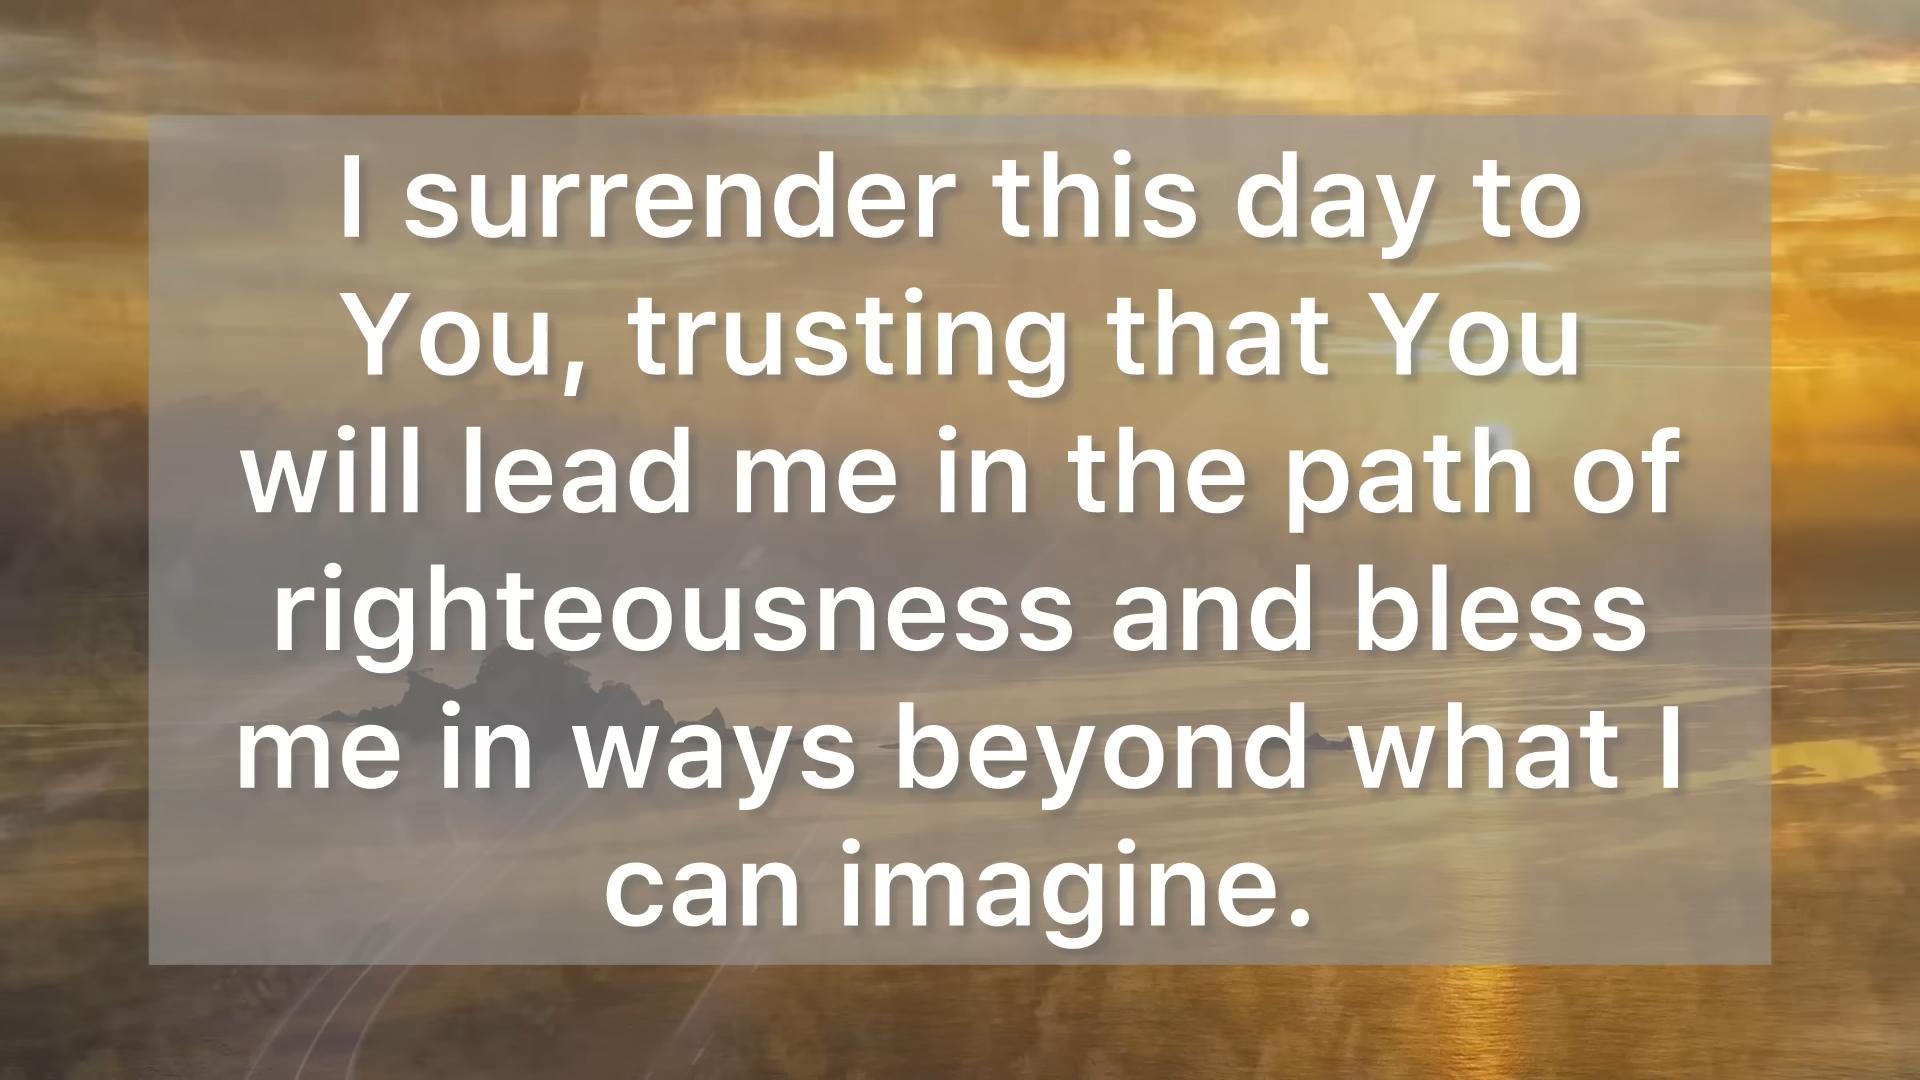 I surrender this day to
You, trusting that You
will lead me in the path of
righteousness and bless
me in ways beyond what I
can imagine.